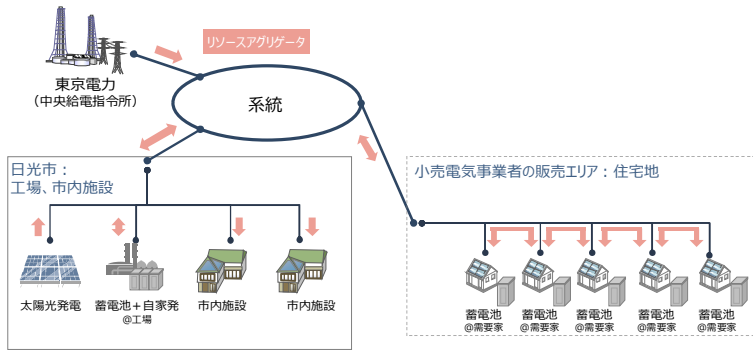 リソースアグリゲータ
東京電力
（中央給電指令所）
系統
日光市：
工場、市内施設
太陽光発電
蓄電池＋自家発
@工場
市内施設
市内施設
小売電気事業者の販売エリア：住宅地
蓄電池
@需要家
蓄電池
@需要家
蓄電池
@需要家
蓄電池
@需要家
蓄電池
@需要家